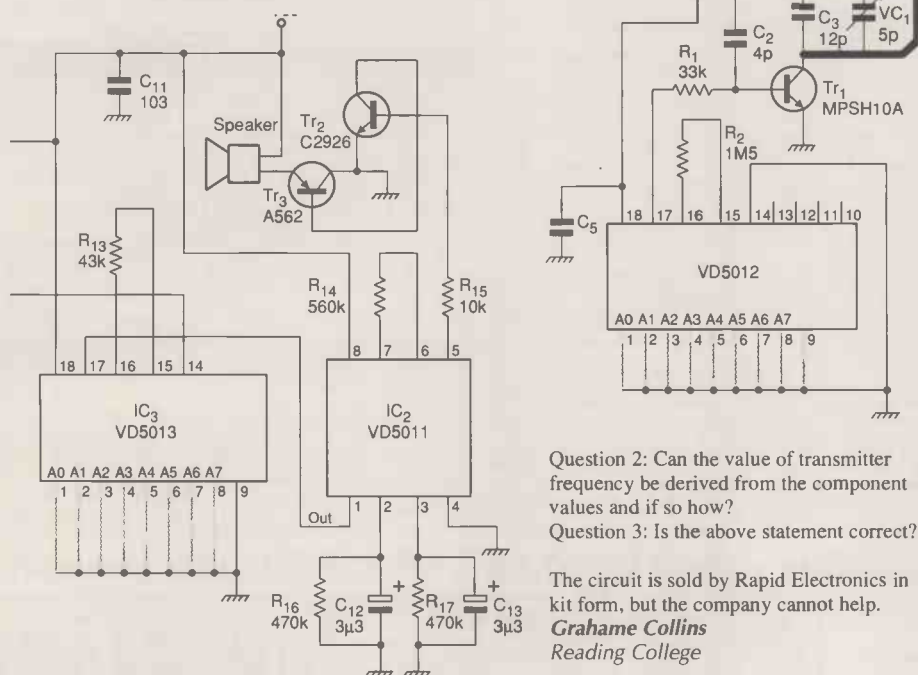 C11
103
Speaker
Tr2
C2926
Tr3
A562
R13
43k
R14
560k
R15
10k
18 17 16 15 14
IC3
VD5013
A0 A1 A2 A3 A4 A5 A6 A7
1 2 3 4 5 6 7 8 9
8 7 6 5
IC2
VD5011
1 2 3 4
Out
R16
470k
C12
3µ3
+
R17
470k
C13
3µ3
+
C2
4p
C3
12p
VC1
5p
R1
33k
Tr1
MPSH10A
R2
1M5
C5
18 17 16 15 14 13 12 11 10
VD5012
A0 A1 A2 A3 A4 A5 A6 A7
1 2 3 4 5 6 7 8 9
Question 2: Can the value of transmitter
frequency be derived from the component
values and if so how?
Question 3: Is the above statement correct?
The circuit is sold by Rapid Electronics in
kit form, but the company cannot help.
Grahame Collins
Reading College